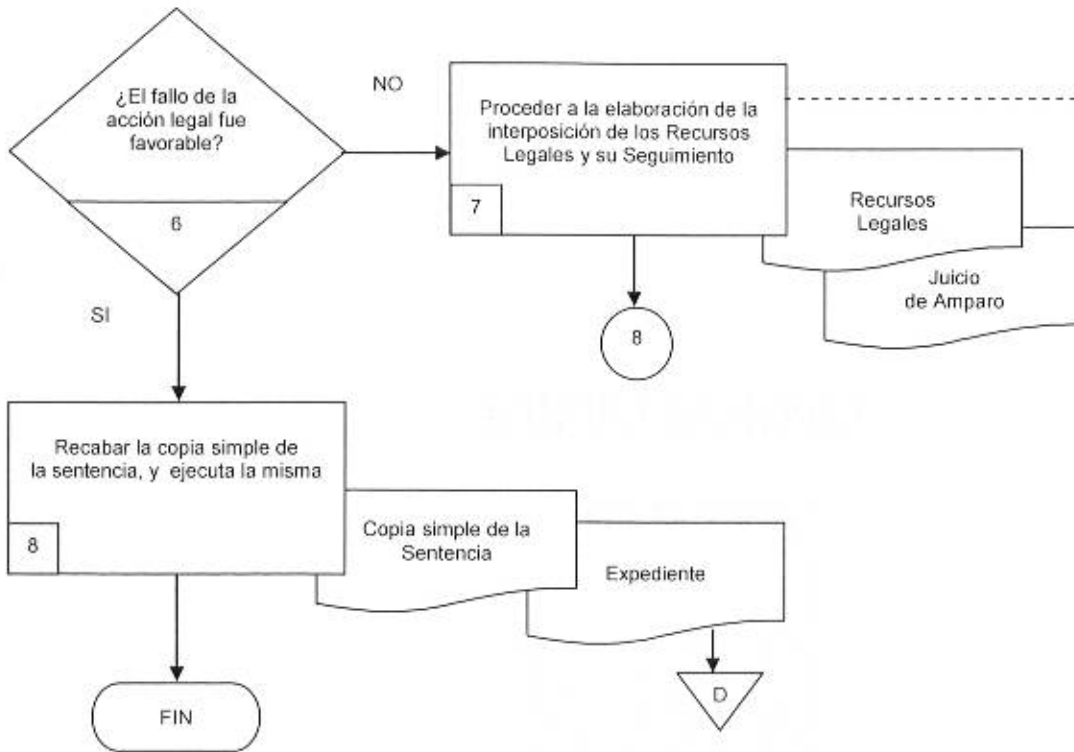 ¿El fallo de la
acción legal fue
favorable?
6
NO
Proceder a la elaboración de la
interposición de los Recursos
Legales y su Seguimiento
7
Recursos
Legales
Juicio
de Amparo
8
SI
Recabar la copia simple de
la sentencia, y ejecuta la misma
8
Copia simple de la
Sentencia
Expediente
D
FIN